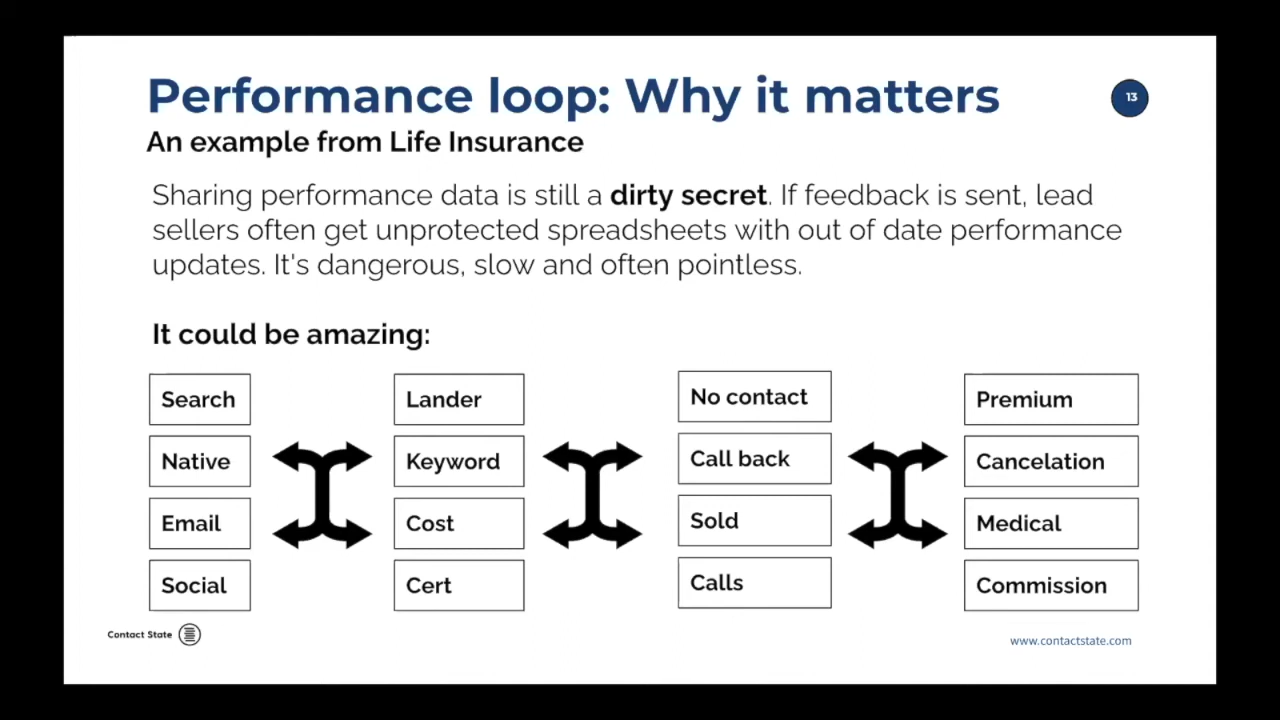 Performance loop: Why it matters
13
An example from Life Insurance
Sharing performance data is still a dirty secret. If feedback is sent, lead
sellers often get unprotected spreadsheets with out of date performance
updates. It's dangerous, slow and often pointless.
It could be amazing:
Search
Native
Email
Social
Lander
Keyword
Cost
Cert
No contact
Call back
Sold
Calls
Premium
Cancelation
Medical
Commission
Contact State
www.contactstate.com